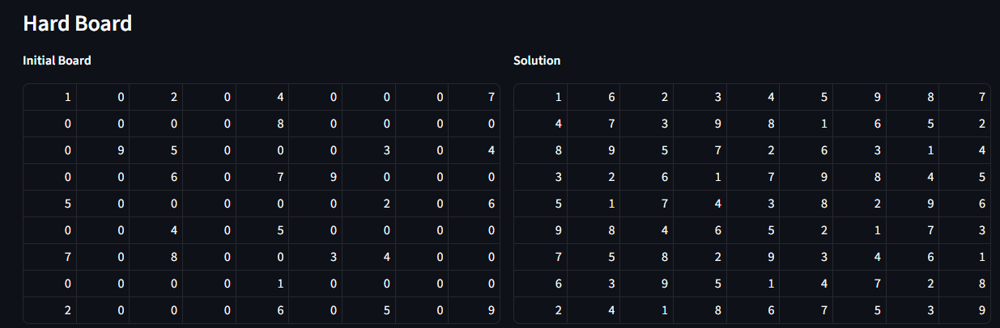 Hard Board
Initial Board Solution
1 0 2 0 4 0 0 0 7 1 6 2 3 4 5 9 8 7
0 0 0 0 8 0 0 0 0 4 7 3 9 8 1 6 5 2
0 9 5 0 0 0 3 0 4 8 9 5 7 2 6 3 1 4
0 0 6 0 7 9 0 0 0 3 2 6 1 7 9 8 4 5
5 0 0 0 0 0 2 0 6 5 1 7 4 3 8 2 9 6
0 0 4 0 5 0 0 0 0 9 8 4 6 5 2 1 7 3
7 0 8 0 0 3 4 0 0 7 5 8 2 9 3 4 6 1
0 0 0 0 1 0 0 0 0 6 3 9 5 1 4 7 2 8
2 0 0 0 6 0 5 0 9 2 4 1 8 6 7 5 3 9